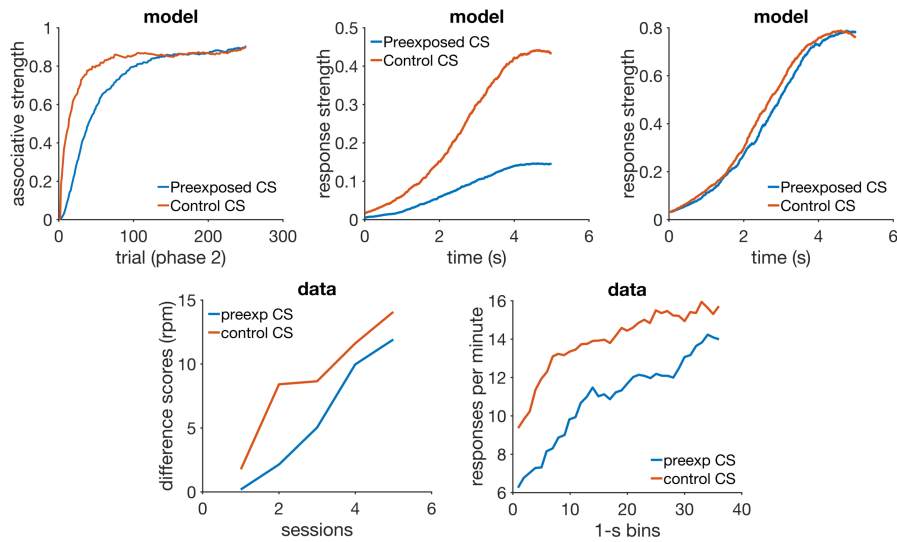 model
associative strength
1
0.8
0.6
0.4
0.2
0
Preexposed CS
Control CS
0 100 200 300
trial (phase 2)
model
response strength
0.5
0.4
0.3
0.2
0.1
0
Preexposed CS
Control CS
0 2 4 6
time (s)
model
response strength
0.8
0.6
0.4
0.2
0
Preexposed CS
Control CS
0 2 4 6
time (s)
data
difference scores (rpm)
15
10
5
0
preexp CS
control CS
0 2 4 6
sessions
data
responses per minute
16
14
12
10
8
6
preexp CS
control CS
0 10 20 30 40
1-s bins